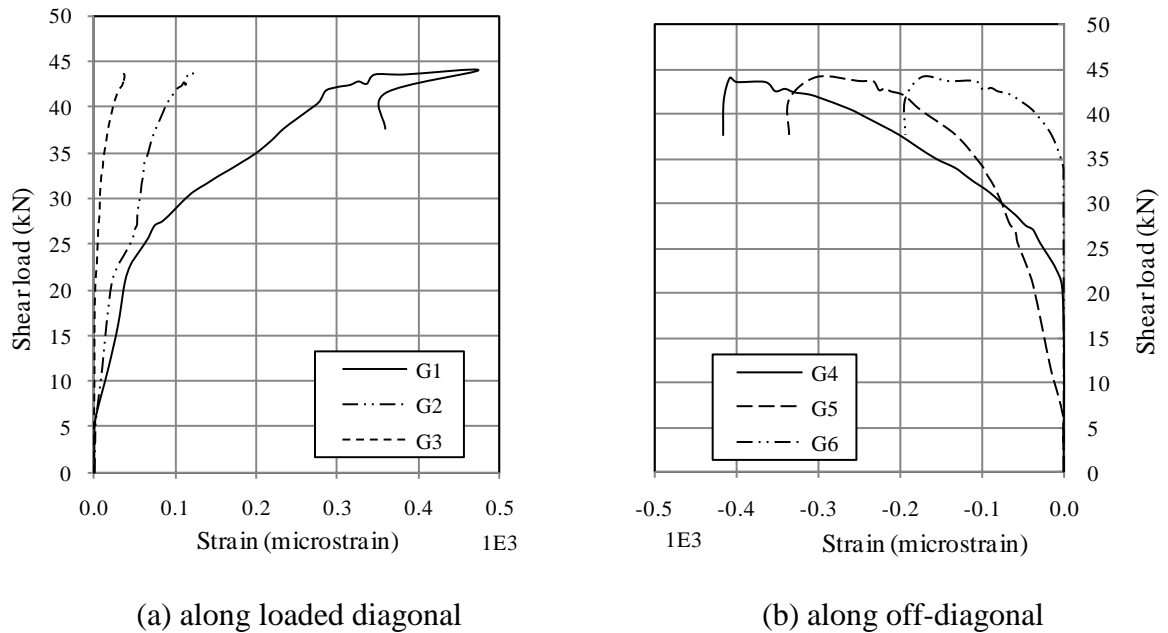 50
45
40
35
30
25
20
15
10
5
0
Shear load (kN)
G1
G2
G3
0.0 0.1 0.2 0.3 0.4 0.5
Strain (microstrain) 1E3
(a) along loaded diagonal
50
45
40
35
30
25
20
15
10
5
0
Shear load (kN)
G4
G5
G6
-0.5 -0.4 -0.3 -0.2 -0.1 0.0
1E3 Strain (microstrain)
(b) along off-diagonal